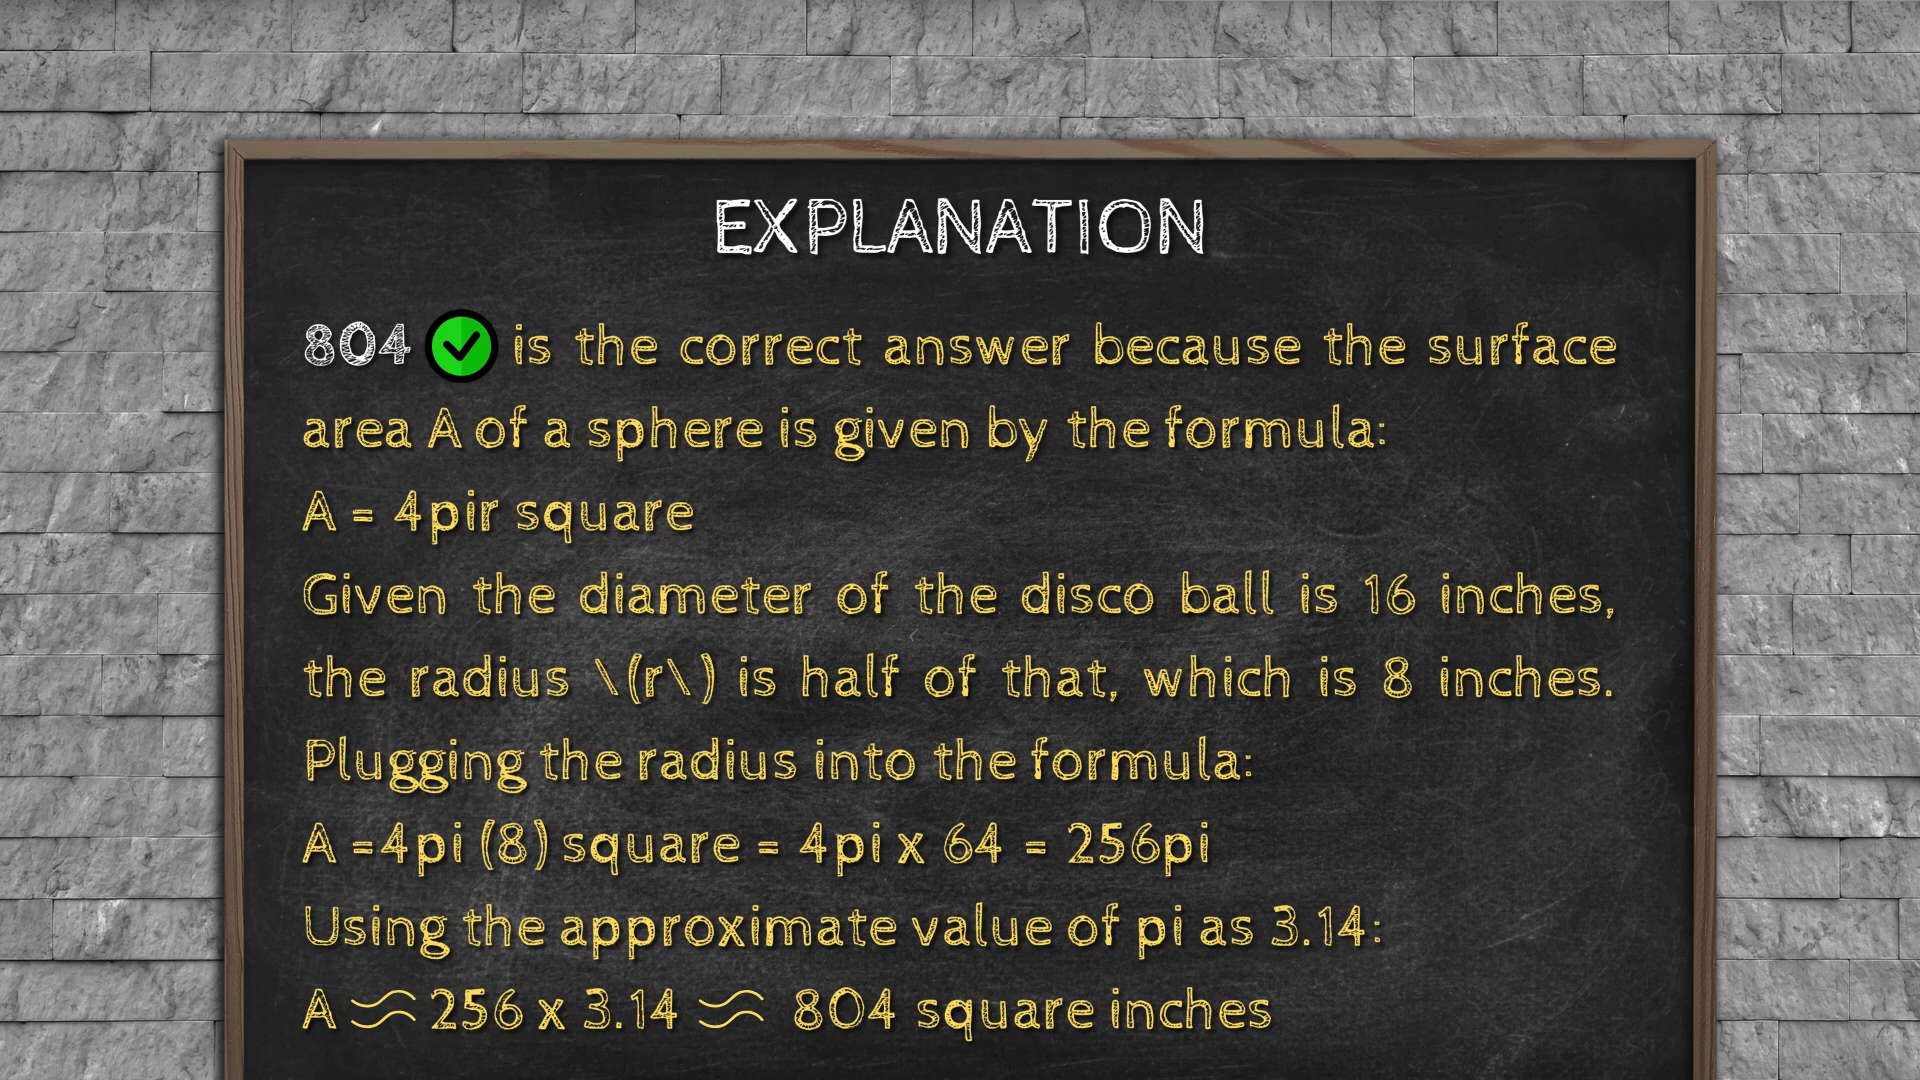 EXPLANATION
804 is the correct answer because the surface
area A of a sphere is given by the formula:
A = 4pir square
Given the diameter of the disco ball is 16 inches,
the radius \(r\) is half of that, which is 8 inches.
Plugging the radius into the formula:
A =4pi (8) square = 4pi x 64 = 256pi
Using the approximate value of pi as 3.14:
A ≈ 256 x 3.14 ≈ 804 square inches